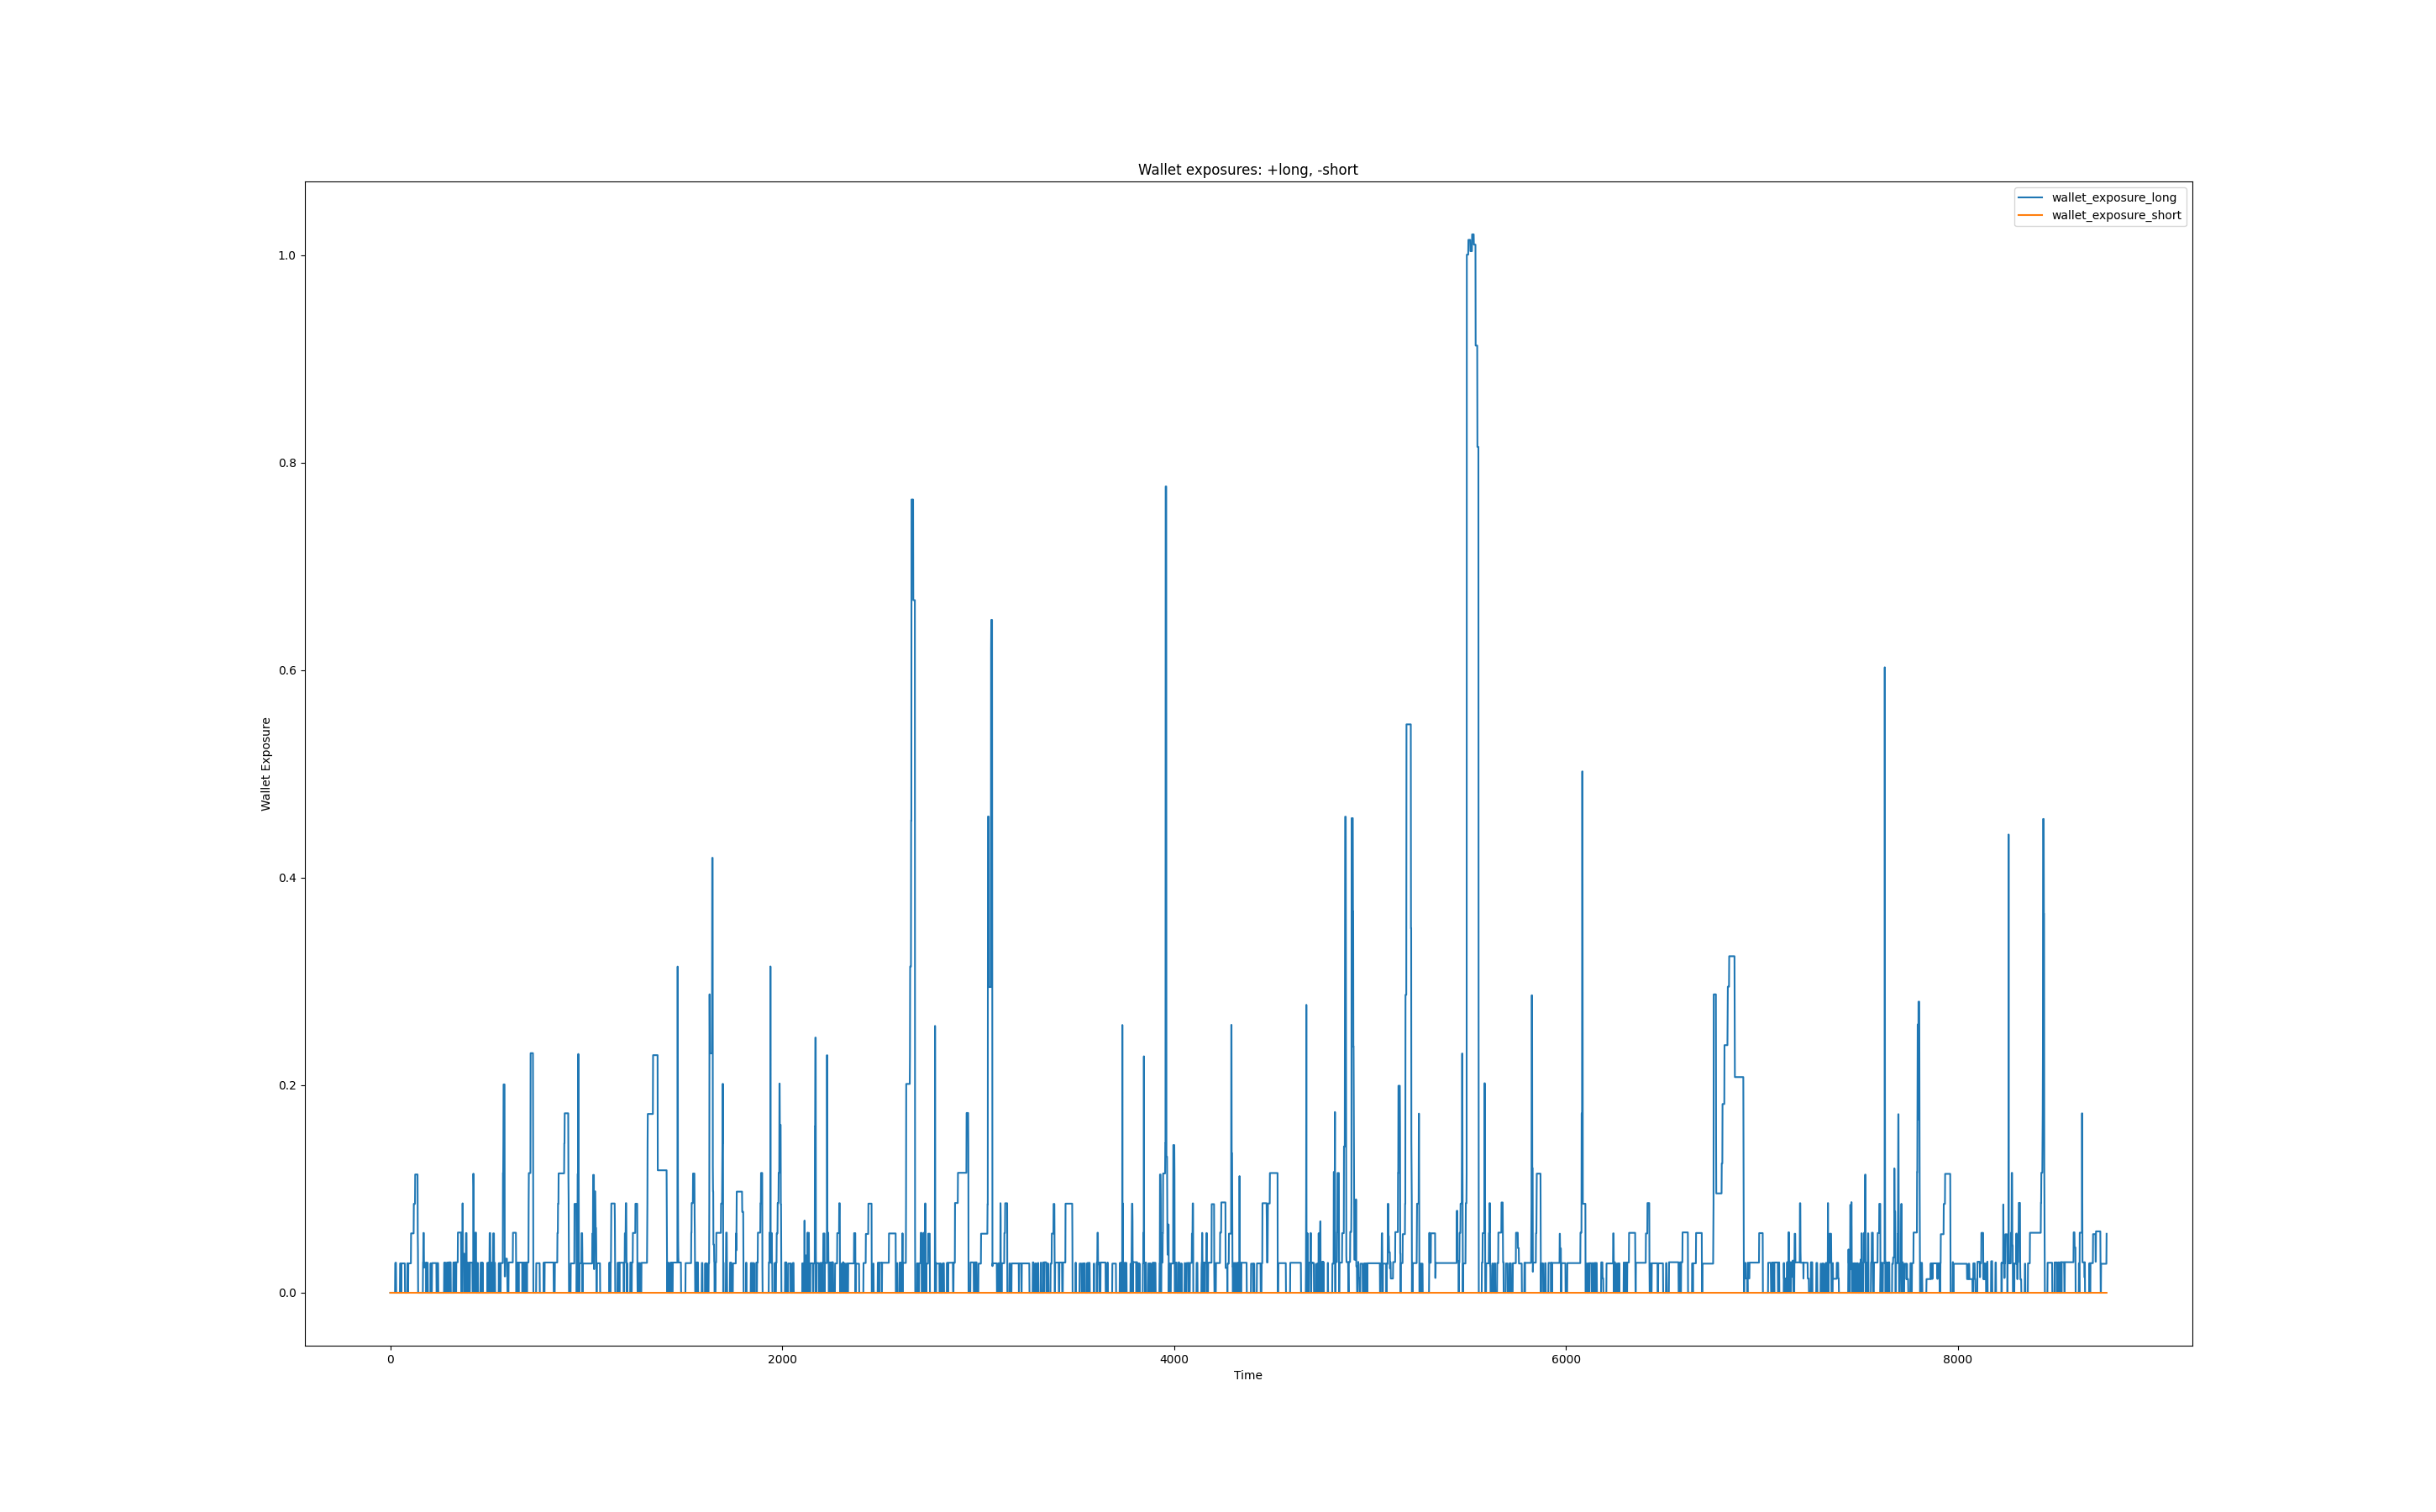 Wallet exposures: +long, -short
wallet_exposure_long
wallet_exposure_short
1.0
0.8
0.6
0.4
0.2
0.0
Wallet Exposure
0 2000 4000 6000 8000
Time